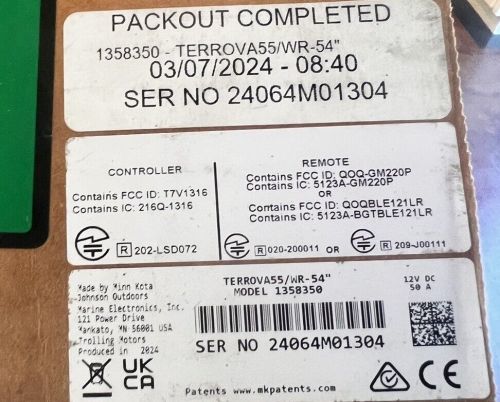 PACKOUT COMPLETED
1358350 - TERROVA55/WR-54"
03/07/2024 - 08:40
SER NO 24064M01304
CONTROLLER
Contains FCC ID: T7V1316
Contains IC: 216Q-1316
R 202-LSD072
REMOTE
Contains FCC ID: QOQ-GM220P
Contains IC: 5123A-GM220P
OR
Contains FCC ID: QOQBLE121LR
Contains IC: 5123A-BGTBLE121LR
R 020-200011 OR R 209-J00111
Made by Minn Kota
Johnson Outdoors
Marine Electronics, Inc.
121 Power Drive
Mankato, MN 56001 USA
Trolling Motors
Produced in 2024
TERROVA55/WR-54"
MODEL 1358350
12V DC
50 A
SER NO 24064M01304
UK
CA
CE
Patents www.mkpatents.com